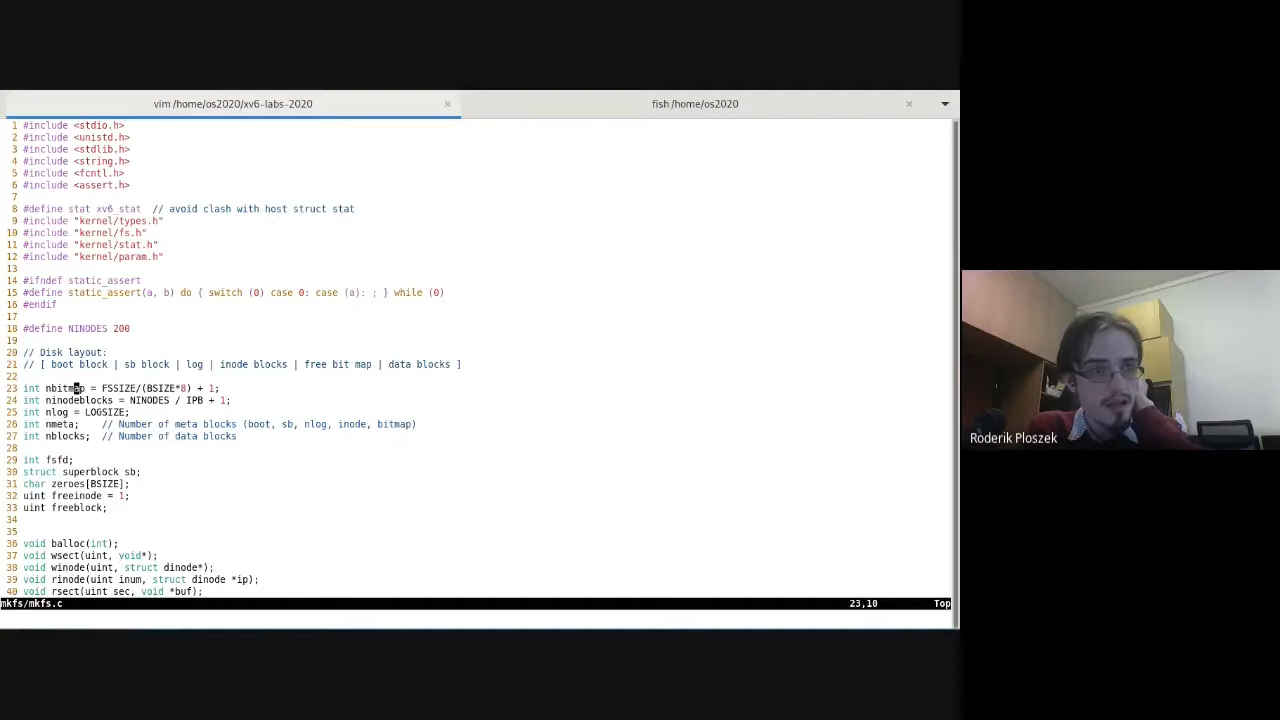 vim /home/os2020/xv6-labs-2020 × fish /home/os2020 ×
1 #include <stdio.h>
2 #include <unistd.h>
3 #include <stdlib.h>
4 #include <string.h>
5 #include <fcntl.h>
6 #include <assert.h>
7
8 #define stat xv6_stat  // avoid clash with host struct stat
9 #include "kernel/types.h"
10 #include "kernel/fs.h"
11 #include "kernel/stat.h"
12 #include "kernel/param.h"
13
14 #ifndef static_assert
15 #define static_assert(a, b) do { switch (0) case 0: case (a): ; } while (0)
16 #endif
17
18 #define NINODES 200
19
20 // Disk layout:
21 // [ boot block | sb block | log | inode blocks | free bit map | data blocks ]
22
23 int nbitmap = FSSIZE/(BSIZE*8) + 1;
24 int ninodeblocks = NINODES / IPB + 1;
25 int nlog = LOGSIZE;
26 int nmeta;    // Number of meta blocks (boot, sb, nlog, inode, bitmap)
27 int nblocks;  // Number of data blocks
28
29 int fsfd;
30 struct superblock sb;
31 char zeroes[BSIZE];
32 uint freeinode = 1;
33 uint freeblock;
34
35
36 void balloc(int);
37 void wsect(uint, void*);
38 void winode(uint, struct dinode*);
39 void rinode(uint inum, struct dinode *ip);
40 void rsect(uint sec, void *buf);
mkfs/mkfs.c 23,10 Top
Roderik Ploszek